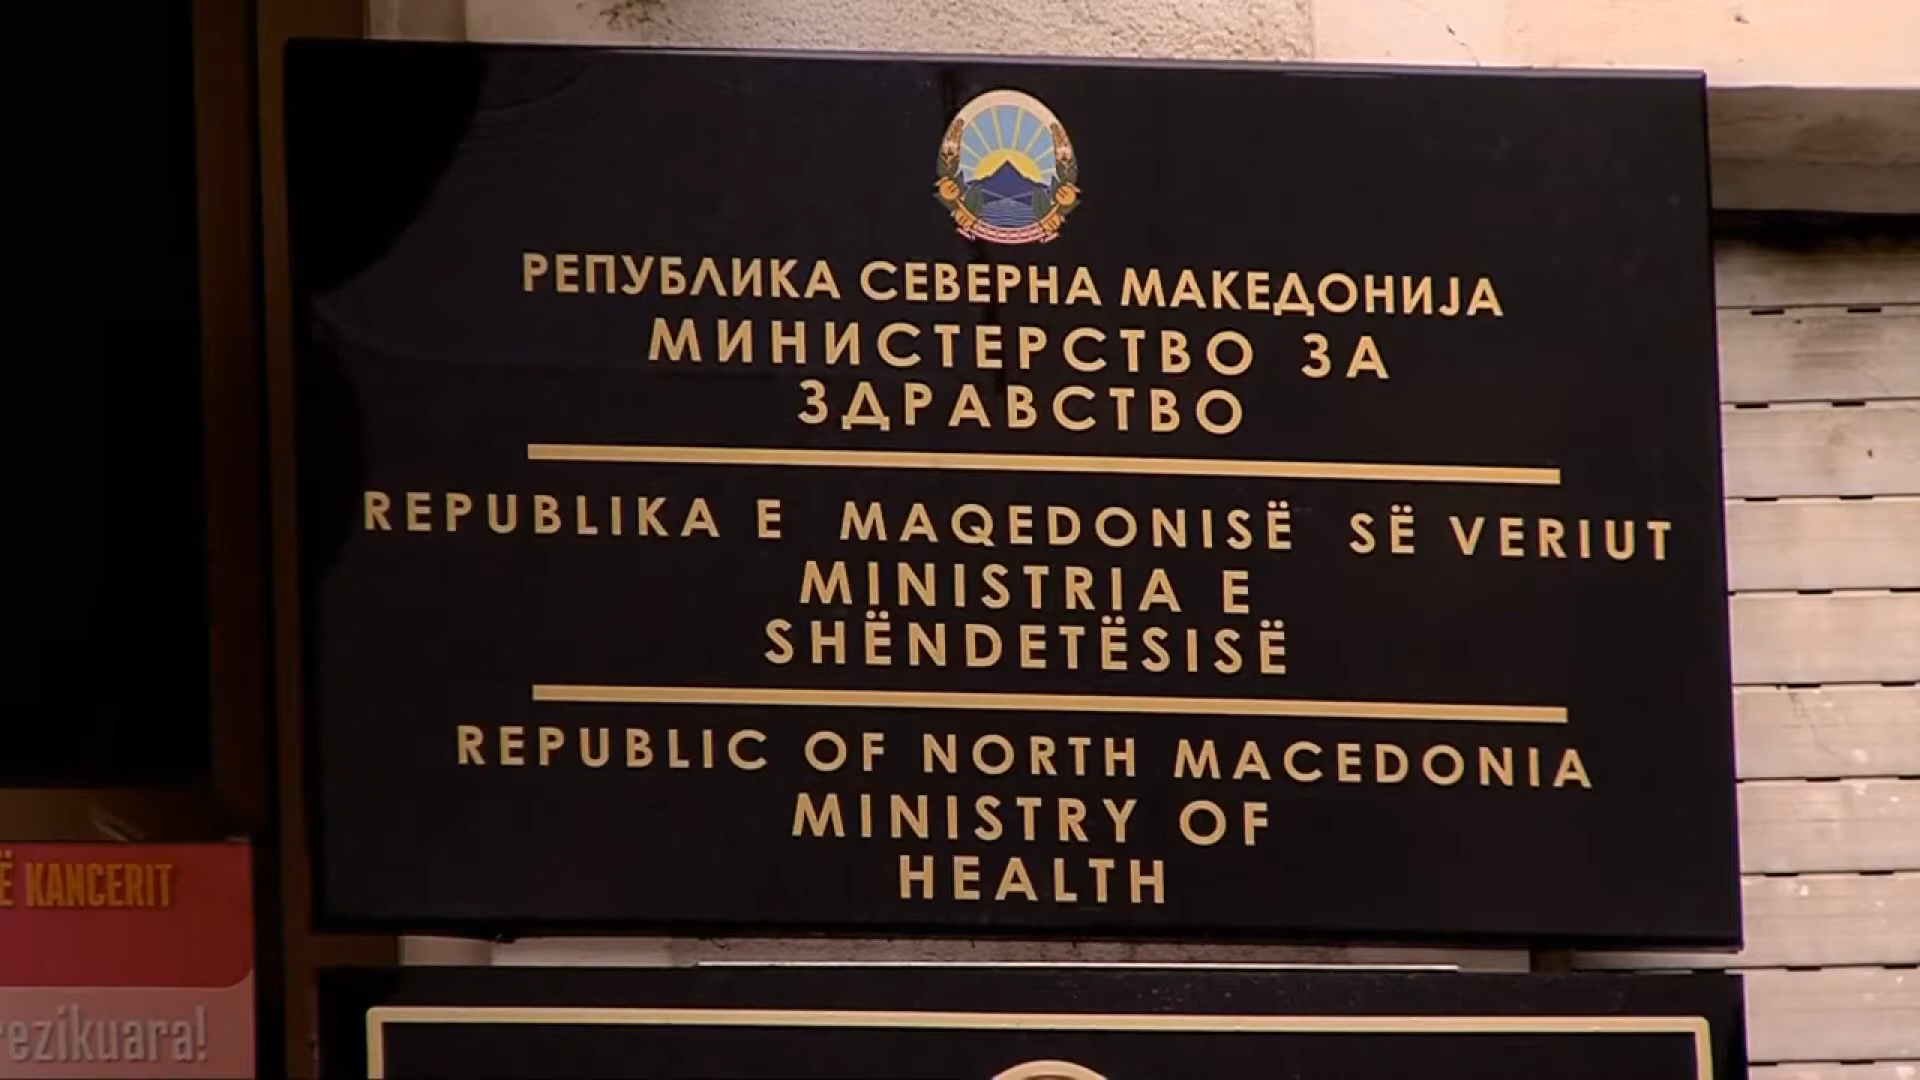 РЕПУБЛИКА СЕВЕРНА МАКЕДОНИЈА
МИНИСТЕРСТВО ЗА
ЗДРАВСТВО
REPUBLIKA E MAQEDONISË SË VERIUT
MINISTRIA E
SHËNDETËSISË
REPUBLIC OF NORTH MACEDONIA
MINISTRY OF
HEALTH
KANCERIT